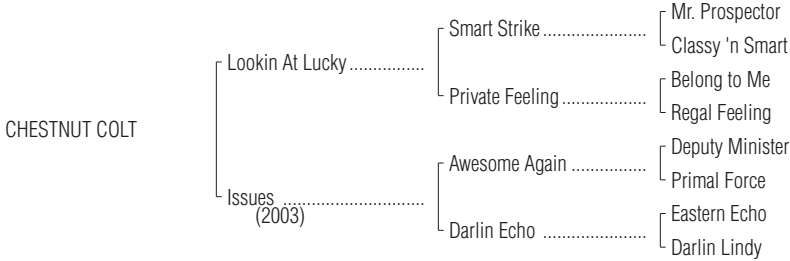 Mr. Prospector
Smart Strike......................
Classy 'n Smart
Lookin At Lucky................
Belong to Me
Private Feeling..................
Regal Feeling
CHESTNUT COLT
Deputy Minister
Awesome Again ................
Primal Force
Issues ..............................
(2003)
Eastern Echo
Darlin Echo ......................
Darlin Lindy